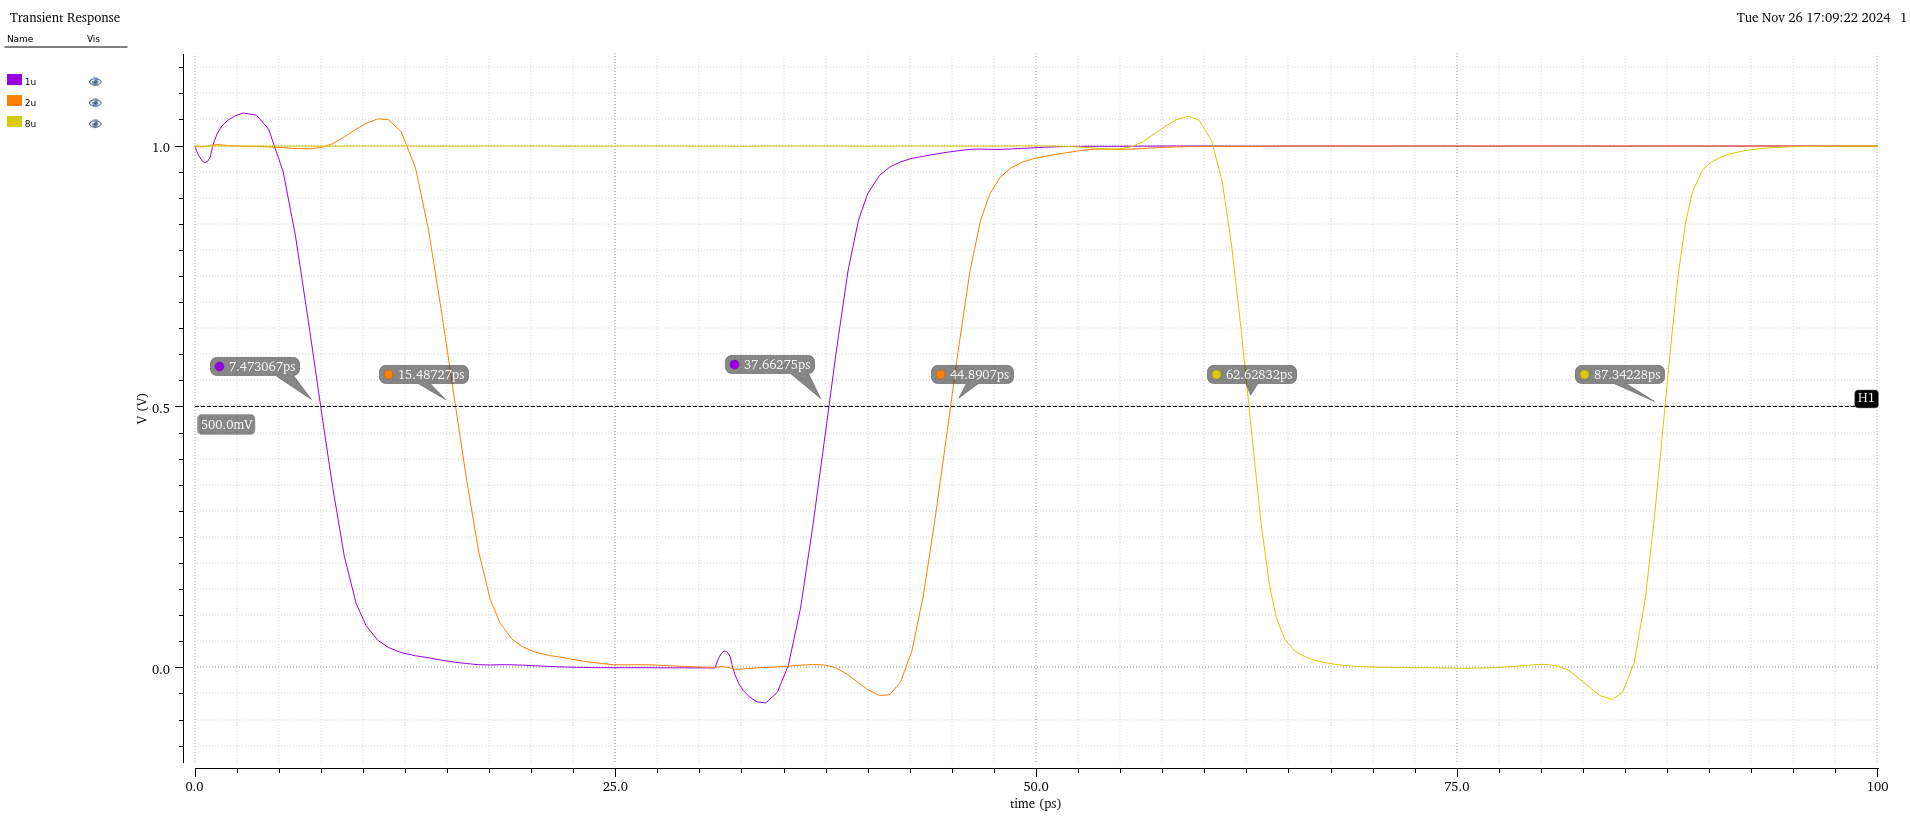 Transient Response
Tue Nov 26 17:09:22 2024 1
Name Vis
1u
2u
8u
1.0
7.473067ps
15.48727ps
37.66275ps
44.8907ps
62.62832ps
87.34228ps
H1
V (V)
0.5
500.0mV
0.0
0.0 25.0 50.0 75.0 100
time (ps)